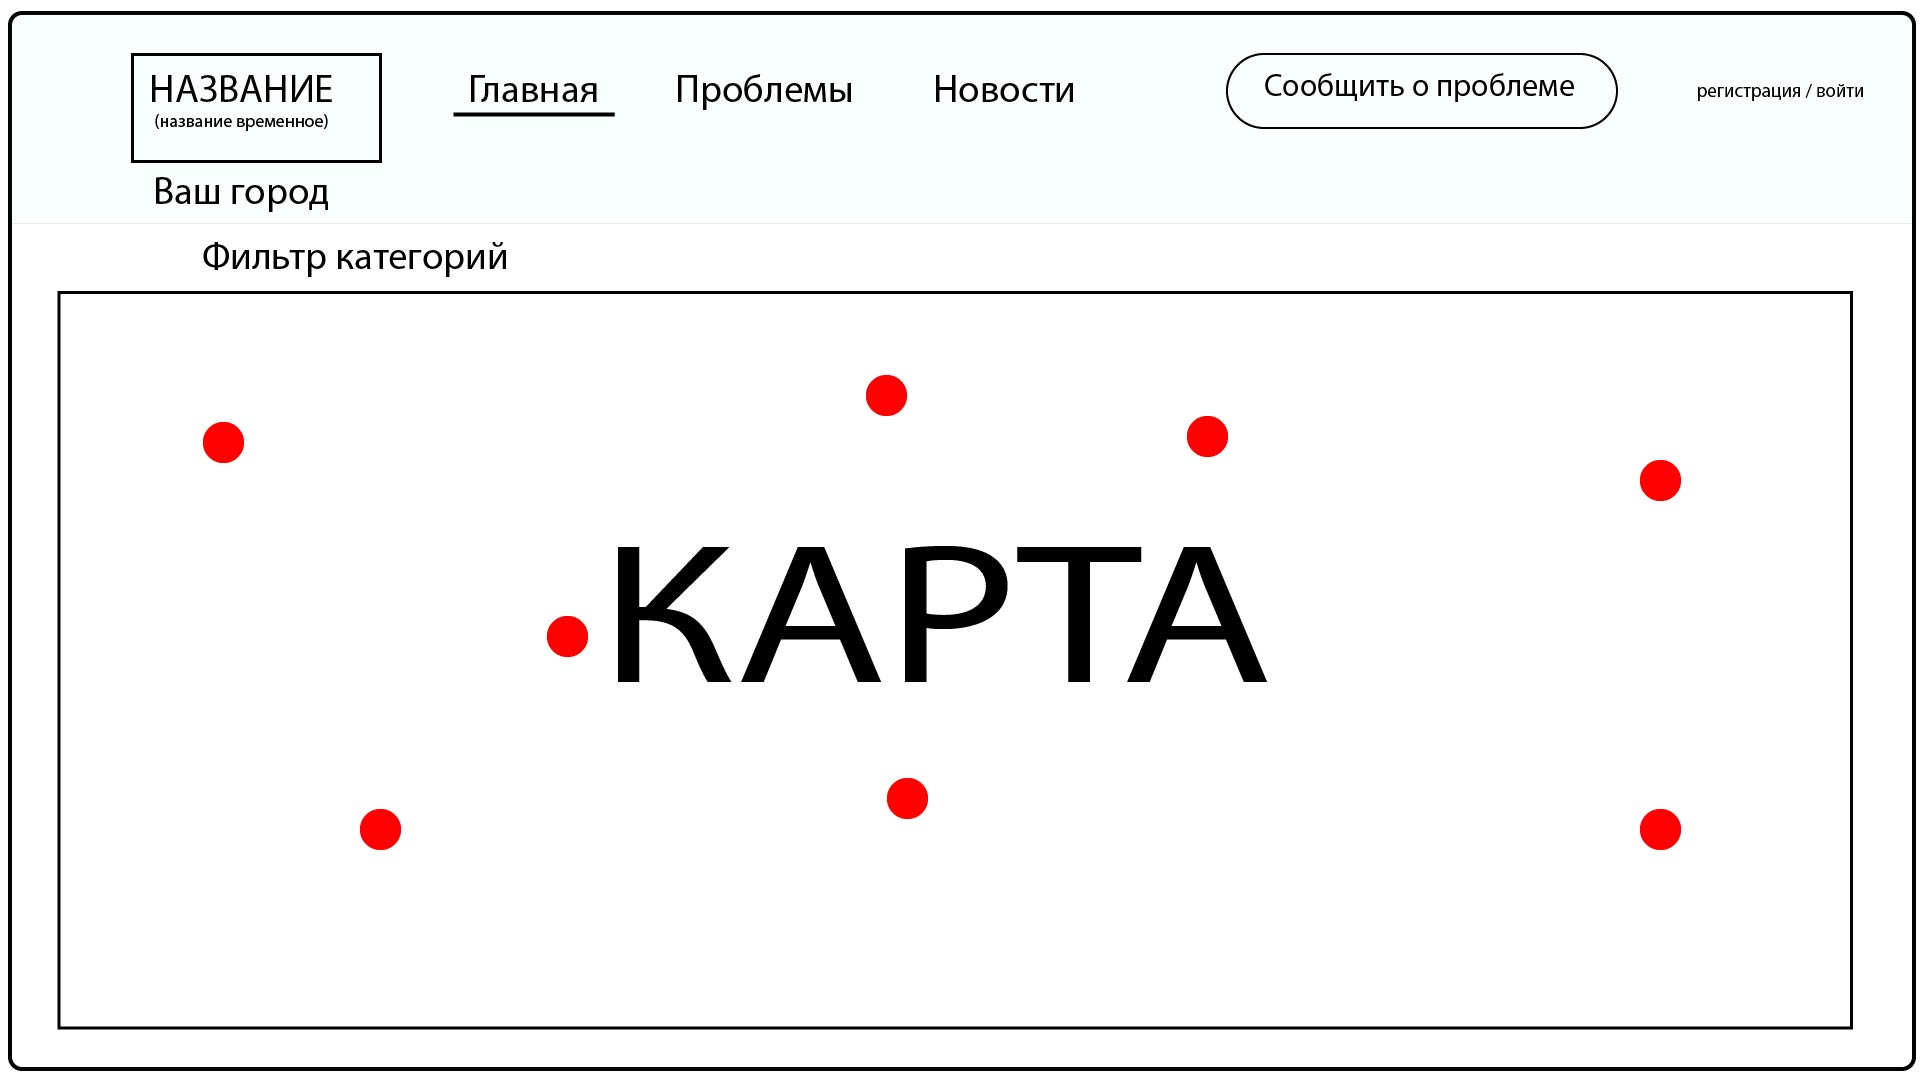 НАЗВАНИЕ
(название временное)
Ваш город
Главная
Проблемы
Новости
Сообщить о проблеме
регистрация / войти
Фильтр категорий
КАРТА